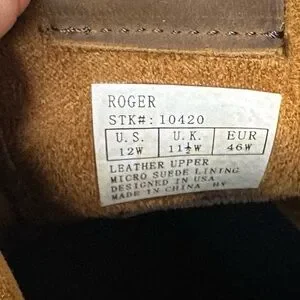 ROGER
STK#: 10420
U.S. U.K. EUR
12W 11½W 46W
LEATHER UPPER
MICRO SUEDE LINING
DESIGNED IN USA
MADE IN CHINA